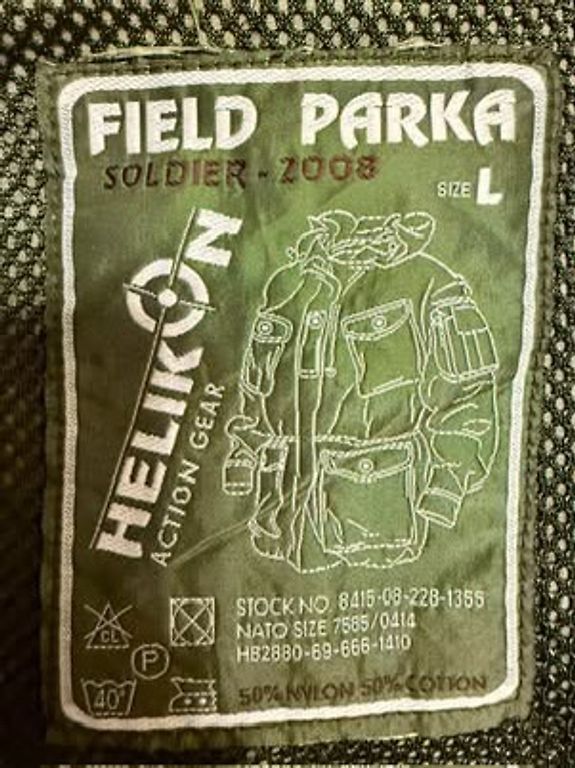 FIELD PARKA
SOLDIER - 2008
SIZE L
HELIKON
ACTION GEAR
STOCK NO. 8415-08-228-1355
NATO SIZE 7585/0414
HB2880-69-666-1410
CL
P
40°
50% NYLON 50% COTTON